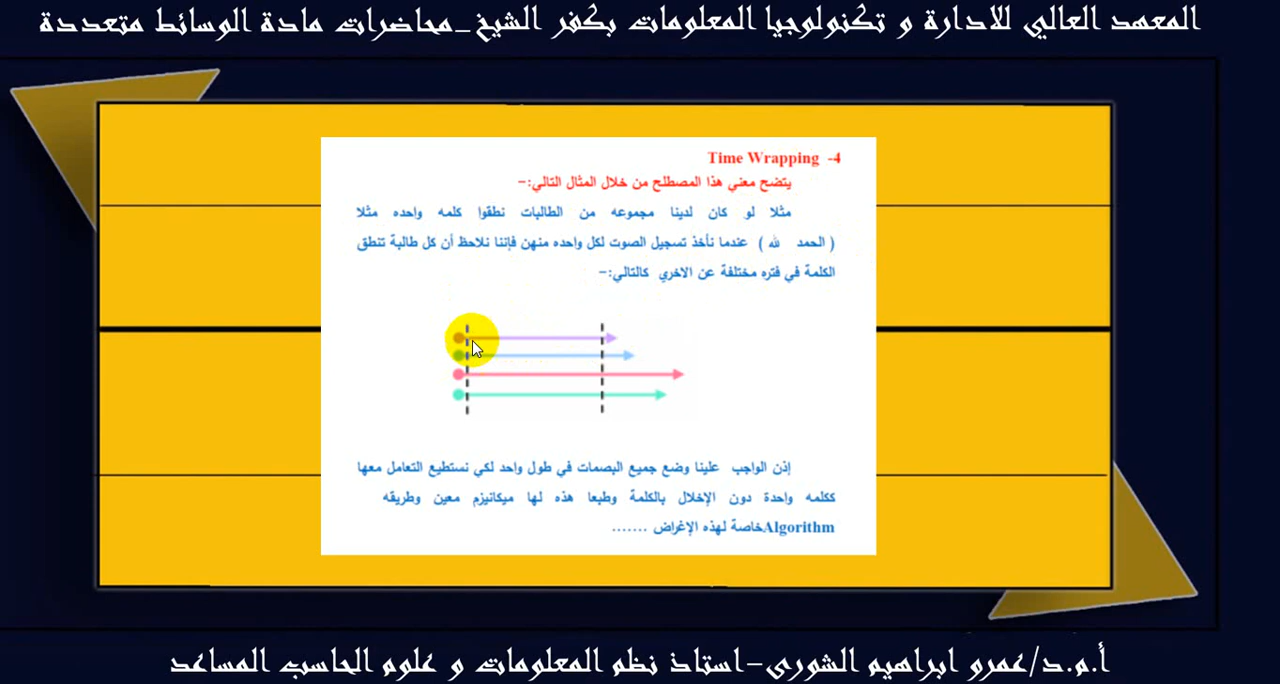 المعهد العالي للادارة و تكنولوجيا المعلومات بكفر الشيخ_محاضرات مادة الوسائط متعددة
4- Time Wrapping
يتضح معني هذا المصطلح من خلال المثال التالي:-
مثلا لو كان لدينا مجموعه من الطالبات نطقوا كلمه واحده مثلا
( الحمد لله ) عندما نأخذ تسجيل الصوت لكل واحده منهن فإننا نلاحظ أن كل طالبة تنطق
الكلمة في فتره مختلفة عن الاخري كالتالي:-
إذن الواجب علينا وضع جميع البصمات في طول واحد لكي نستطيع التعامل معها
ككلمه واحدة دون الإخلال بالكلمة وطبعا هذه لها ميكانيزم معين وطريقه
Algorithmخاصة لهذه الإغراض .......
أ.م.د/عمرو ابراهيم الشورى-استاذ نظم المعلومات و علوم الحاسب المساعد